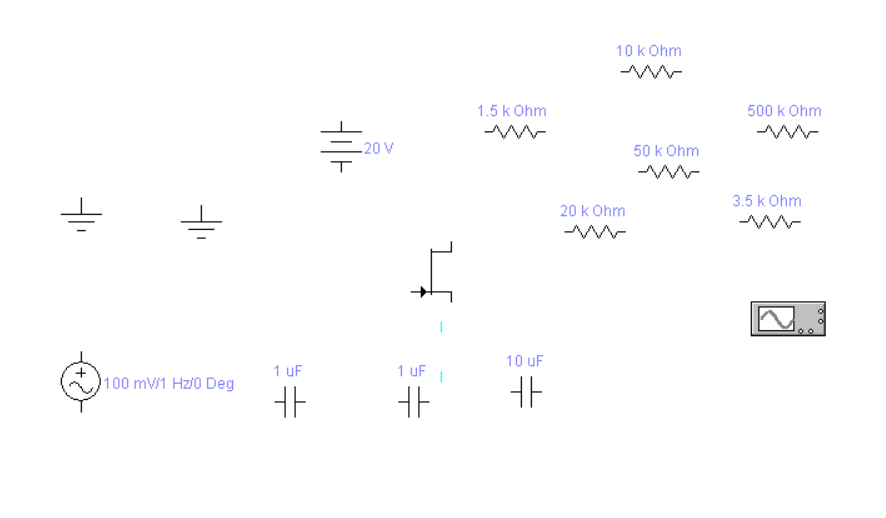 10 k Ohm
1.5 k Ohm
500 k Ohm
20 V
50 k Ohm
3.5 k Ohm
20 k Ohm
10 uF
1 uF
1 uF
100 mV/1 Hz/0 Deg